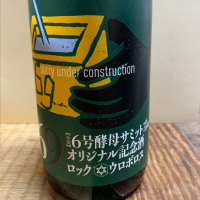 sorry under construction
6号酵母サミット
オリジナル記念酒
ロック✡ウロボロス